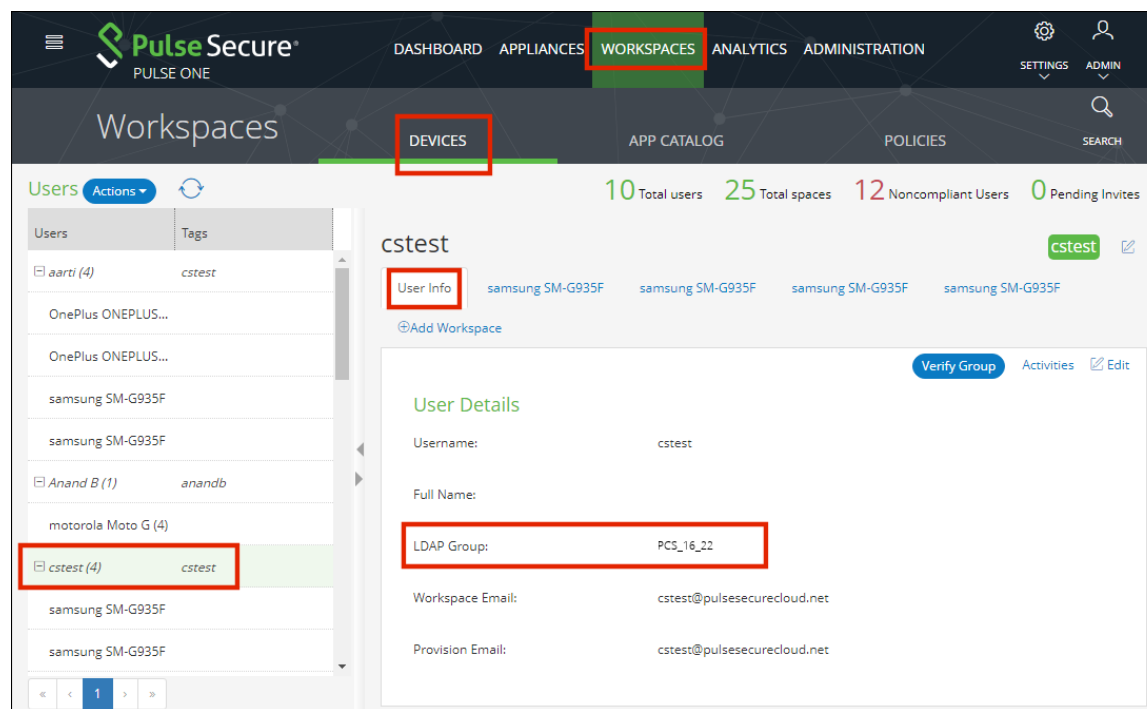 Pulse Secure®
PULSE ONE
DASHBOARD APPLIANCES WORKSPACES ANALYTICS ADMINISTRATION
SETTINGS ADMIN
Workspaces
DEVICES APP CATALOG POLICIES
SEARCH
Users Actions
10 Total users 25 Total spaces 12 Noncompliant Users 0 Pending Invites
Users Tags
aarti (4) cstest
OnePlus ONEPLUS...
OnePlus ONEPLUS...
samsung SM-G935F
samsung SM-G935F
Anand B (1) anandb
motorola Moto G (4)
cstest (4) cstest
samsung SM-G935F
samsung SM-G935F
« ‹ 1 › »
cstest cstest
User Info samsung SM-G935F samsung SM-G935F samsung SM-G935F samsung SM-G935F
Add Workspace
Verify Group Activities Edit
User Details
Username: cstest
Full Name:
LDAP Group: PCS_16_22
Workspace Email: cstest@pulsesecurecloud.net
Provision Email: cstest@pulsesecurecloud.net